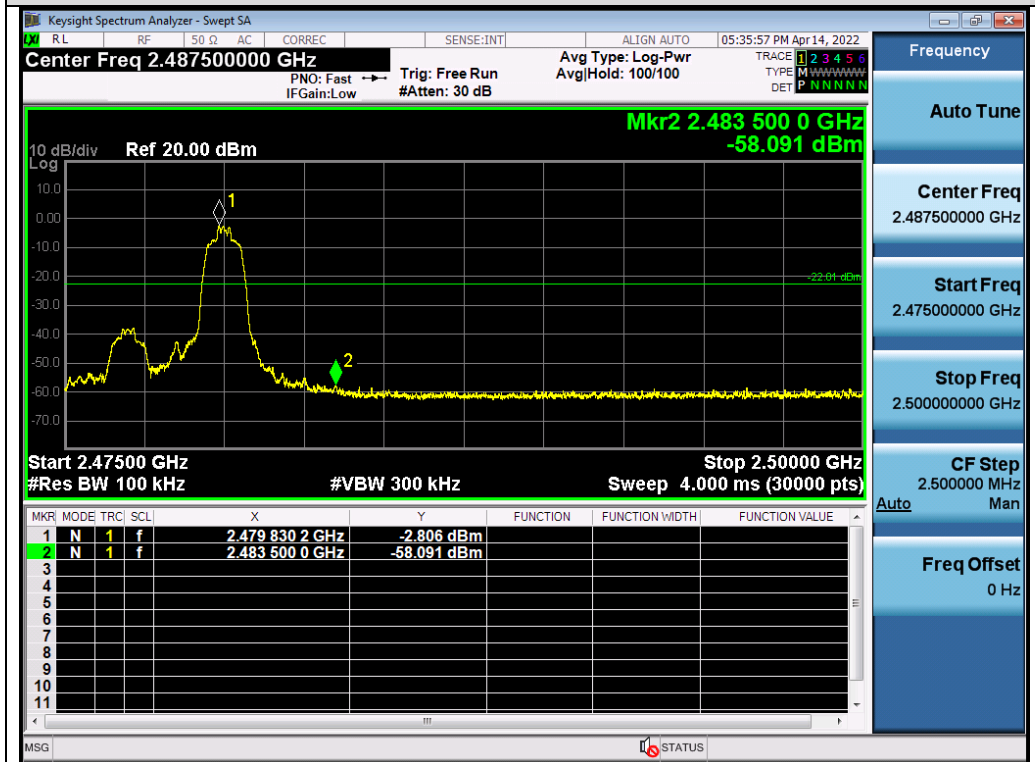 Keysight Spectrum Analyzer - Swept SA
LXI RL RF 50 Ω AC CORREC SENSE:INT ALIGN AUTO 05:35:57 PM Apr 14, 2022
Center Freq 2.487500000 GHz
PNO: Fast
IFGain:Low
Trig: Free Run
#Atten: 30 dB
Avg Type: Log-Pwr
Avg|Hold: 100/100
TRACE 1 2 3 4 5 6
TYPE M W W W W W
DET P N N N N N
Mkr2 2.483 500 0 GHz
-58.091 dBm
10 dB/div Ref 20.00 dBm
Log
10.0
0.00
-10.0
-20.0
-30.0
-40.0
-50.0
-60.0
-70.0
1
-22.01 dBm
2
Start 2.47500 GHz Stop 2.50000 GHz
#Res BW 100 kHz #VBW 300 kHz Sweep 4.000 ms (30000 pts)
MKR MODE TRC SCL X Y FUNCTION FUNCTION WIDTH FUNCTION VALUE
1 N 1 f 2.479 830 2 GHz -2.806 dBm
2 N 1 f 2.483 500 0 GHz -58.091 dBm
3
4
5
6
7
8
9
10
11
MSG STATUS
Frequency
Auto Tune
Center Freq
2.487500000 GHz
Start Freq
2.475000000 GHz
Stop Freq
2.500000000 GHz
CF Step
2.500000 MHz
Auto Man
Freq Offset
0 Hz